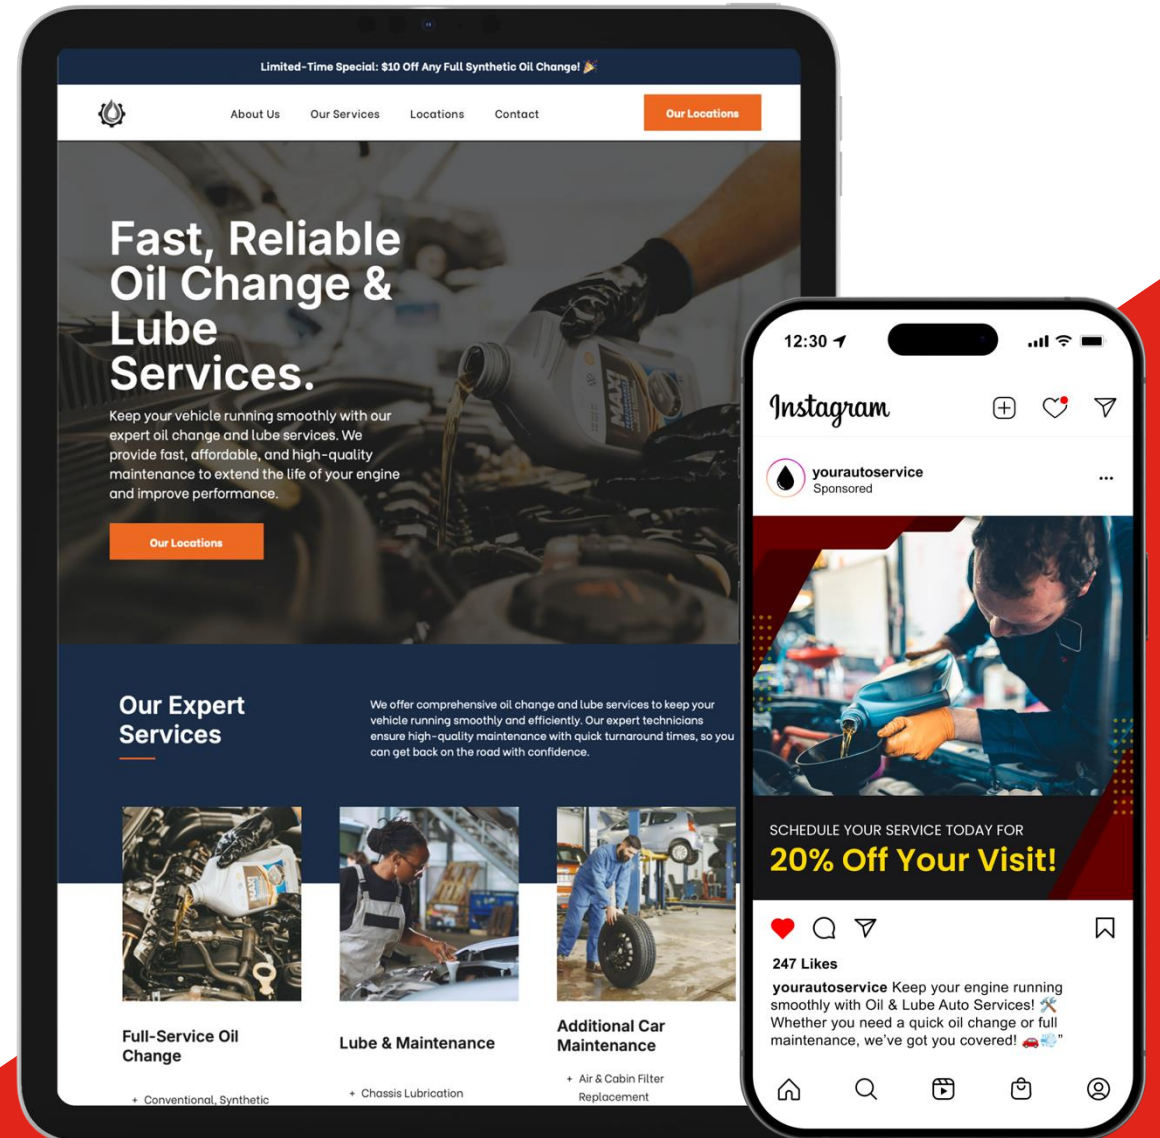 Limited-Time Special: $10 Off Any Full Synthetic Oil Change! 🎉
About Us
Our Services
Locations
Contact
Our Locations
Fast, Reliable
Oil Change &
Lube
Services.
Keep your vehicle running smoothly with our
expert oil change and lube services. We
provide fast, affordable, and high-quality
maintenance to extend the life of your engine
and improve performance.
Our Locations
MAXI
Our Expert
Services
We offer comprehensive oil change and lube services to keep your
vehicle running smoothly and efficiently. Our expert technicians
ensure high-quality maintenance with quick turnaround times, so you
can get back on the road with confidence.
MAXI
Full-Service Oil
Change
+ Conventional, Synthetic
Lube & Maintenance
+ Chassis Lubrication
Additional Car
Maintenance
+ Air & Cabin Filter
Replacement
12:30
Instagram
yourautoservice
Sponsored
SCHEDULE YOUR SERVICE TODAY FOR
20% Off Your Visit!
247 Likes
yourautoservice Keep your engine running
smoothly with Oil & Lube Auto Services! 🛠️
Whether you need a quick oil change or full
maintenance, we've got you covered! 🚗💨"